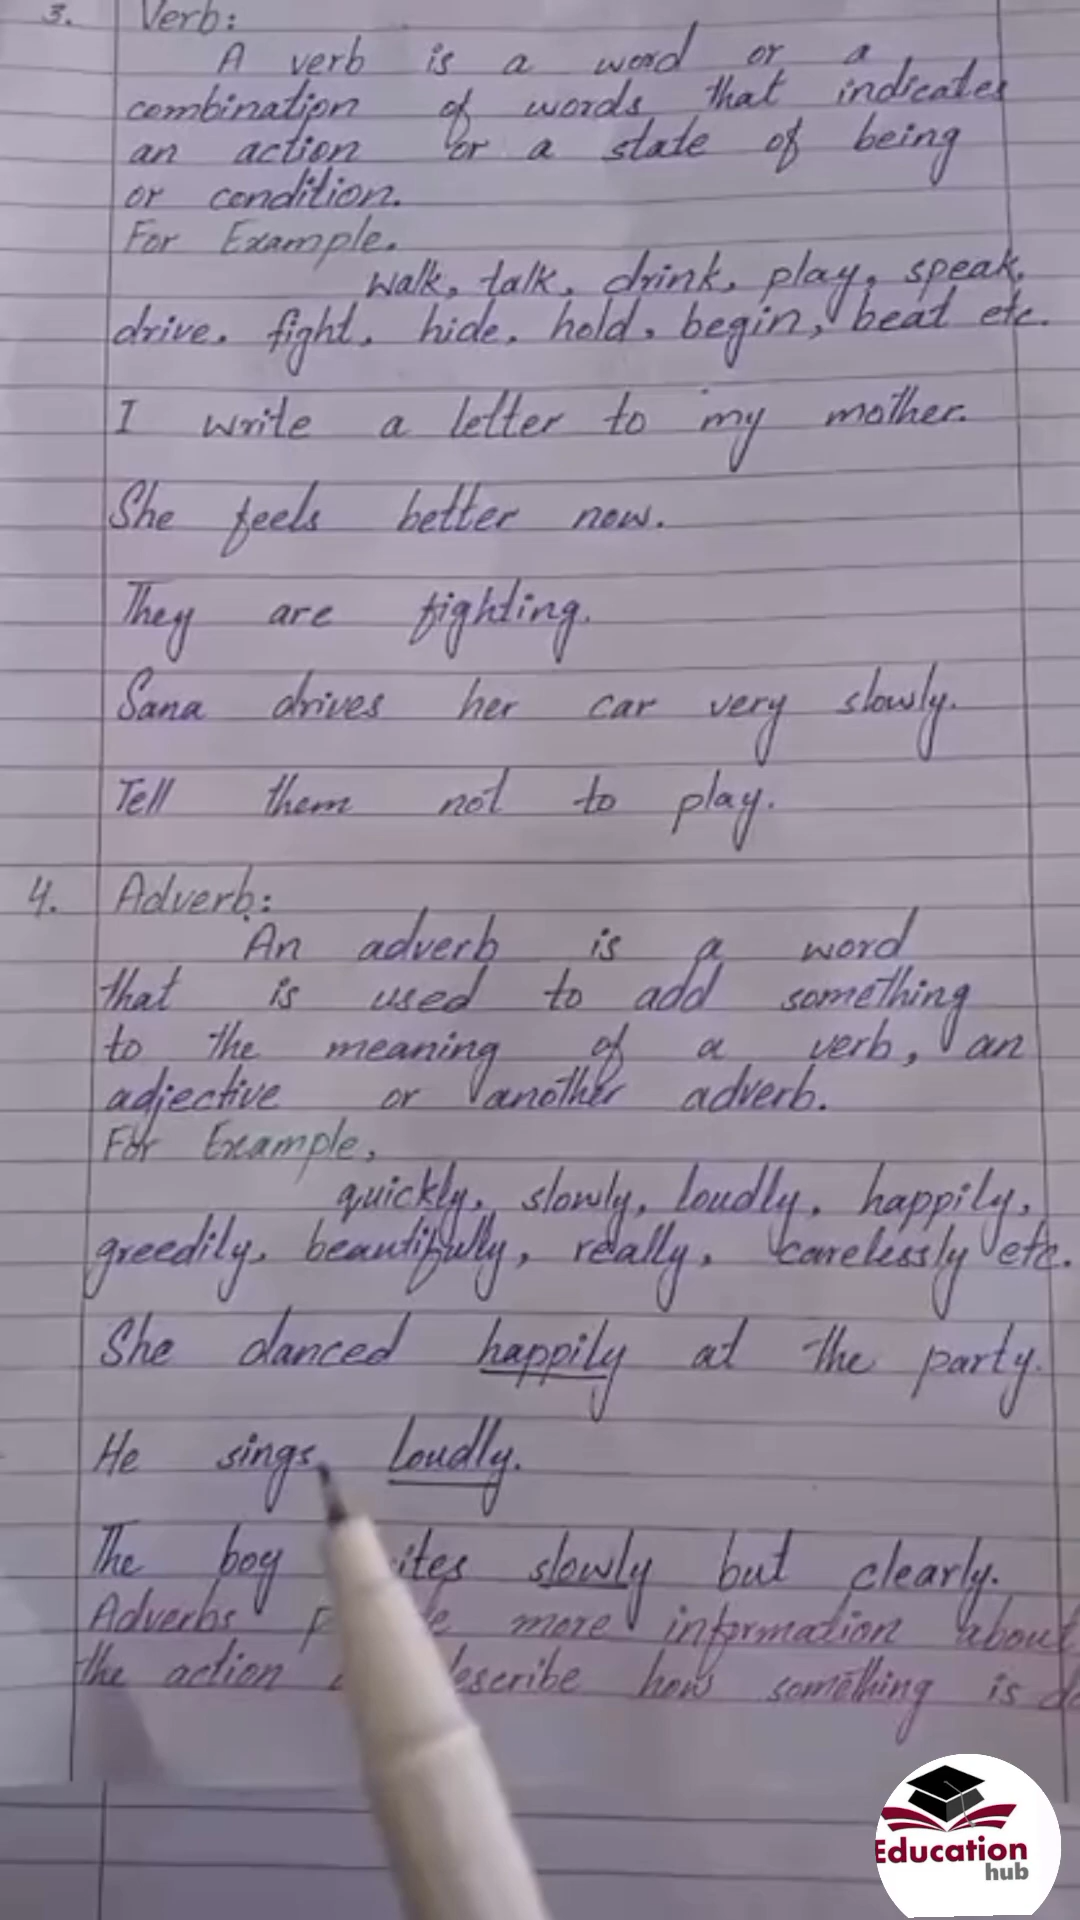 3. Verb:
A verb is a word or a
combination of words that indicates
an action or a state of being
or condition.
For Example.
walk, talk, drink, play, speak,
drive, fight, hide, hold, begin, beat etc.
I write a letter to my mother.
She feels better now.
They are fighting.
Sana drives her car very slowly.
Tell them not to play.
4. Adverb:
An adverb is a word
that is used to add something
to the meaning of a verb, an
adjective or another adverb.
For Example,
quickly, slowly, loudly, happily,
greedily, beautifully, really, carelessly etc.
She danced happily at the party.
He sings loudly.
The boy slowly but clearly.
Adverbs more information about
the action describe how something is
Education
hub